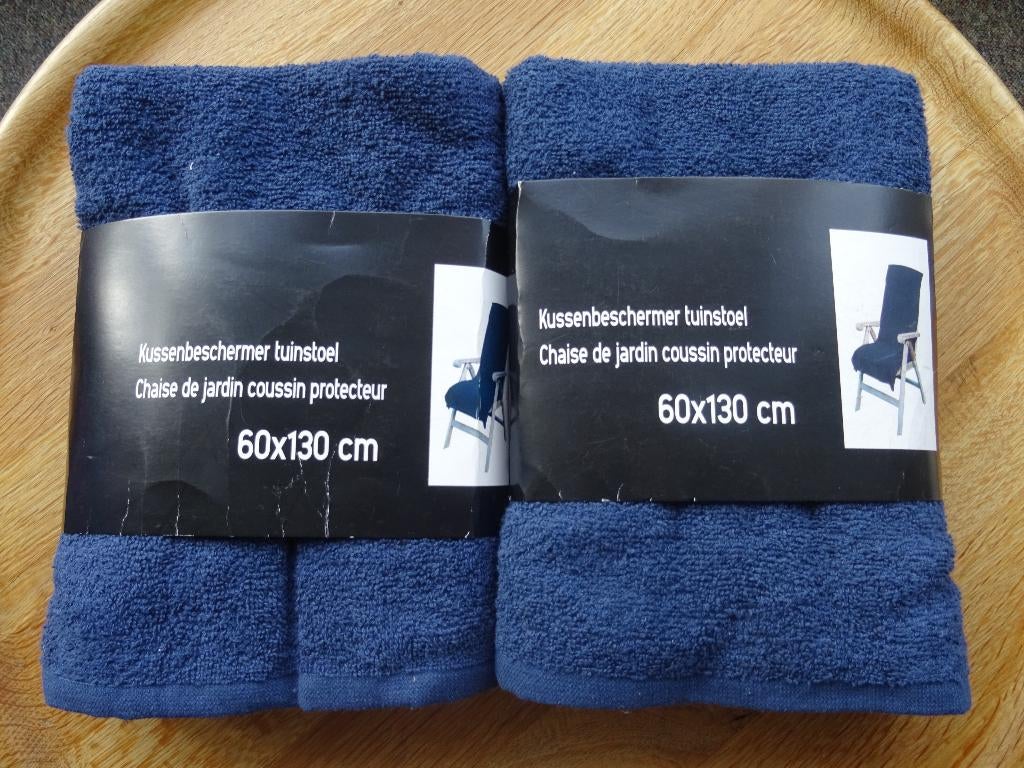 Kussenbeschermer tuinstoel
Chaise de jardin coussin protecteur
60x130 cm
Kussenbeschermer tuinstoel
Chaise de jardin coussin protecteur
60x130 cm